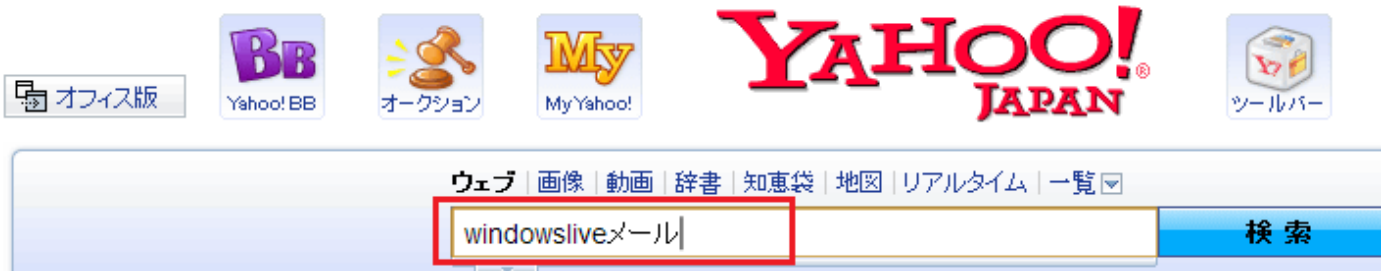 オフィス版
BB
Yahoo! BB
オークション
My
My Yahoo!
YAHOO!
JAPAN
®
Y!
ツールバー
ウェブ | 画像 | 動画 | 辞書 | 知恵袋 | 地図 | リアルタイム | 一覧
windowsliveメール
検索